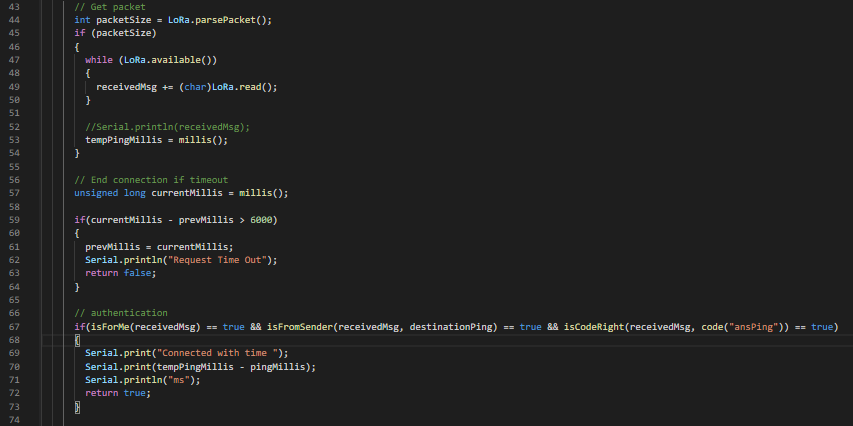 43 // Get packet
44 int packetSize = LoRa.parsePacket();
45 if (packetSize)
46 {
47 while (LoRa.available())
48 {
49 receivedMsg += (char)LoRa.read();
50 }
51
52 //Serial.println(receivedMsg);
53 tempPingMillis = millis();
54 }
55
56 // End connection if timeout
57 unsigned long currentMillis = millis();
58
59 if(currentMillis - prevMillis > 6000)
60 {
61 prevMillis = currentMillis;
62 Serial.println("Request Time Out");
63 return false;
64 }
65
66 // authentication
67 if(isForMe(receivedMsg) == true && isFromSender(receivedMsg, destinationPing) == true && isCodeRight(receivedMsg, code("ansPing")) == true)
68 {
69 Serial.print("Connected with time ");
70 Serial.print(tempPingMillis - pingMillis);
71 Serial.println("ms");
72 return true;
73 }
74